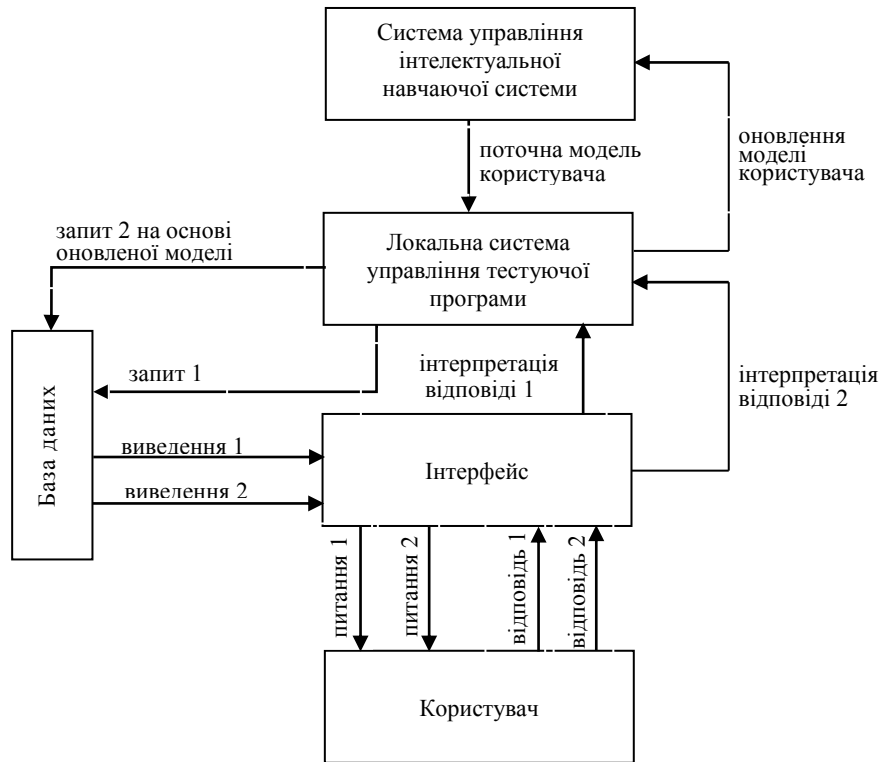 Система управління
інтелектуальної
навчаючої системи
поточна модель
користувача
оновлення
моделі
користувача
запит 2 на основі
оновленої моделі
Локальна система
управління тестуючої
програми
запит 1
інтерпретація
відповіді 1
інтерпретація
відповіді 2
База даних
виведення 1
виведення 2
Інтерфейс
питання 1
питання 2
відповідь 1
відповідь 2
Користувач